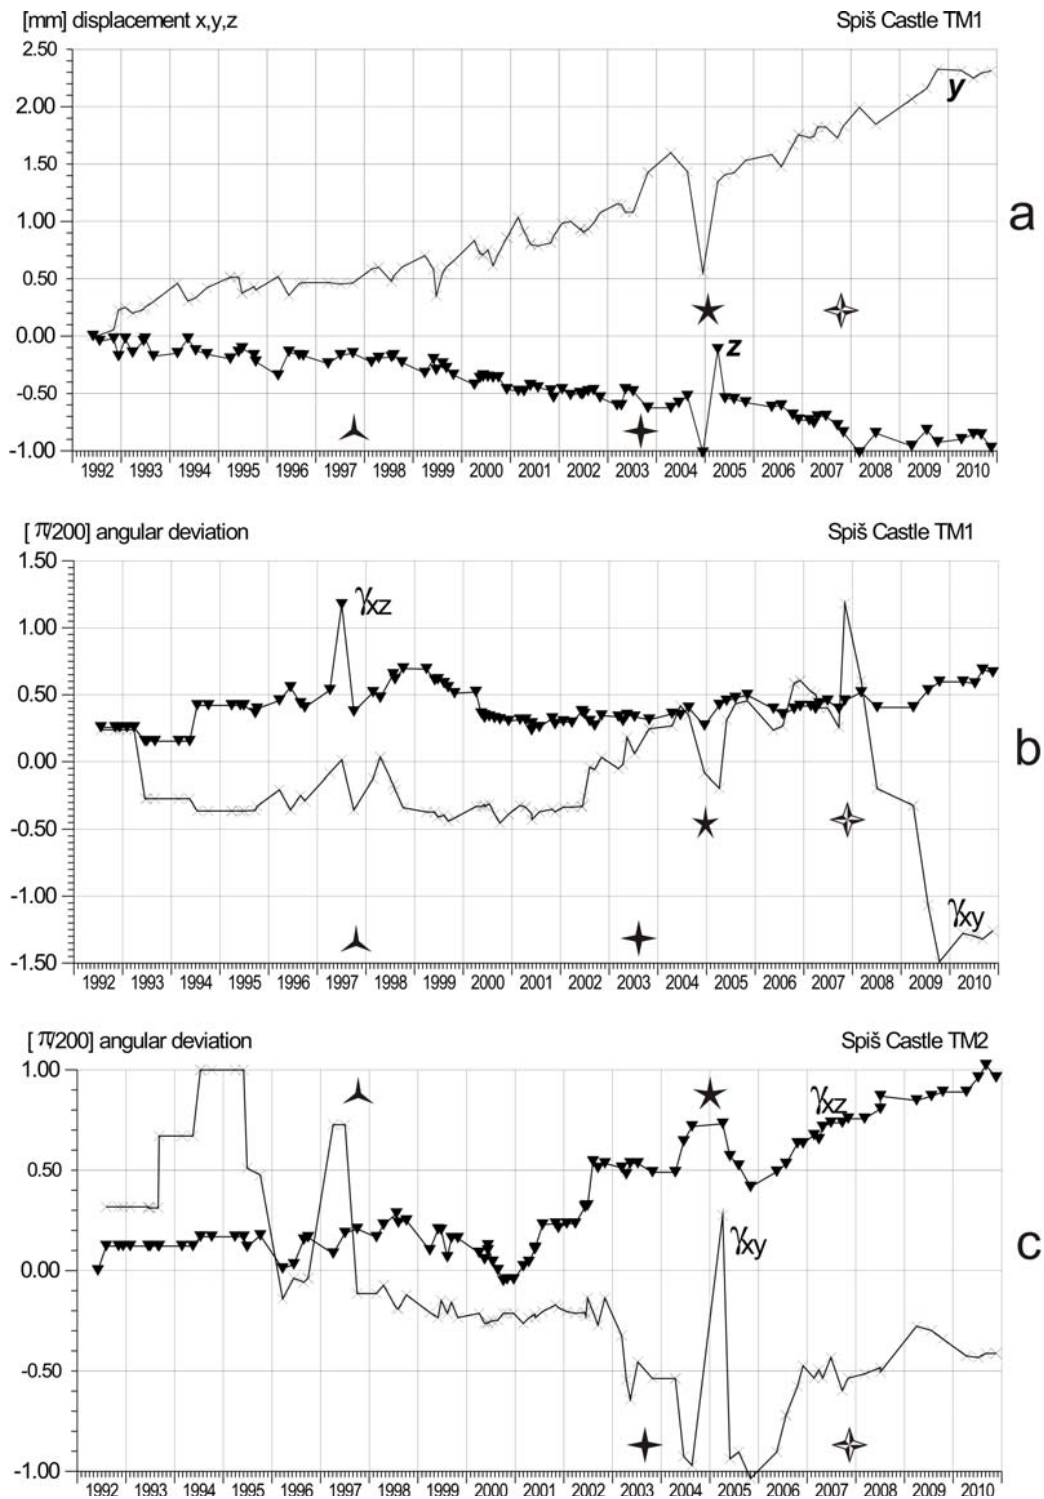 [mm] displacement x,y,z Spiš Castle TM1
2.50
2.00
y
1.50
a
1.00
0.50
0.00
z
-0.50
-1.00
1992 1993 1994 1995 1996 1997 1998 1999 2000 2001 2002 2003 2004 2005 2006 2007 2008 2009 2010
[π/200] angular deviation Spiš Castle TM1
1.50
γxz
1.00
0.50
b
0.00
-0.50
-1.00
γxy
-1.50
1992 1993 1994 1995 1996 1997 1998 1999 2000 2001 2002 2003 2004 2005 2006 2007 2008 2009 2010
[π/200] angular deviation Spiš Castle TM2
1.00
γxz
0.50
γxy
c
0.00
-0.50
-1.00
1992 1993 1994 1995 1996 1997 1998 1999 2000 2001 2002 2003 2004 2005 2006 2007 2008 2009 2010